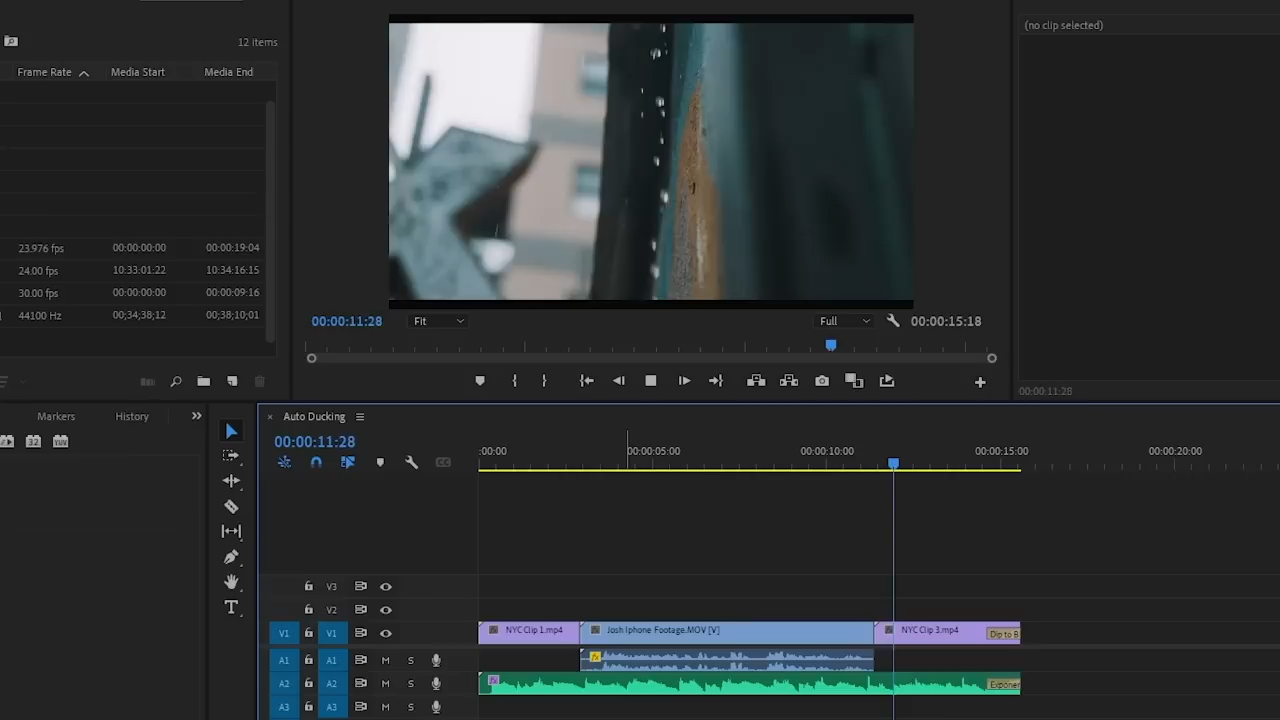 (no clip selected)
12 items
Frame Rate Media Start Media End
23.976 fps 00:00:00:00 00:00:19:04
24.00 fps 10:33:01:22 10:34:16:15
30.00 fps 00:00:00:00 00:00:09:16
44100 Hz 00;34;38;12 00;38;10;01
00:00:11:28 Fit Full 00:00:15:18
00:00:11:28
Markers History
Auto Ducking
00:00:11:28
:00:00 00:00:05:00 00:00:10:00 00:00:15:00 00:00:20:00
32
V3
V2
V1 V1 NYC Clip 1.mp4 Josh Iphone Footage.MOV [V] NYC Clip 3.mp4 Dip to B
A1 A1 M S
A2 A2 M S fx Exponen
A3 A3 M S